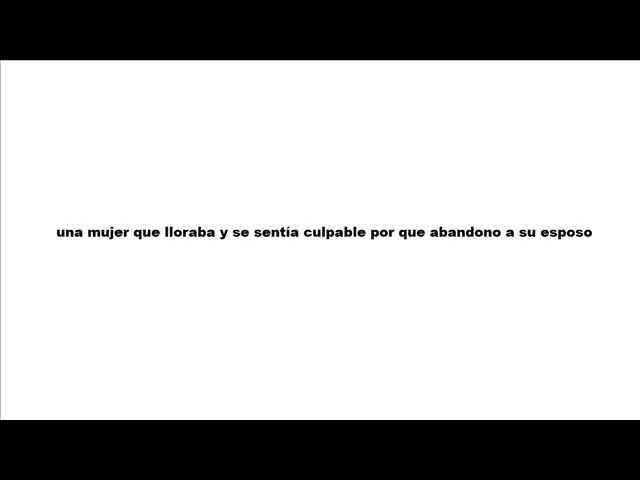 una mujer que lloraba y se sentía culpable por que abandono a su esposo